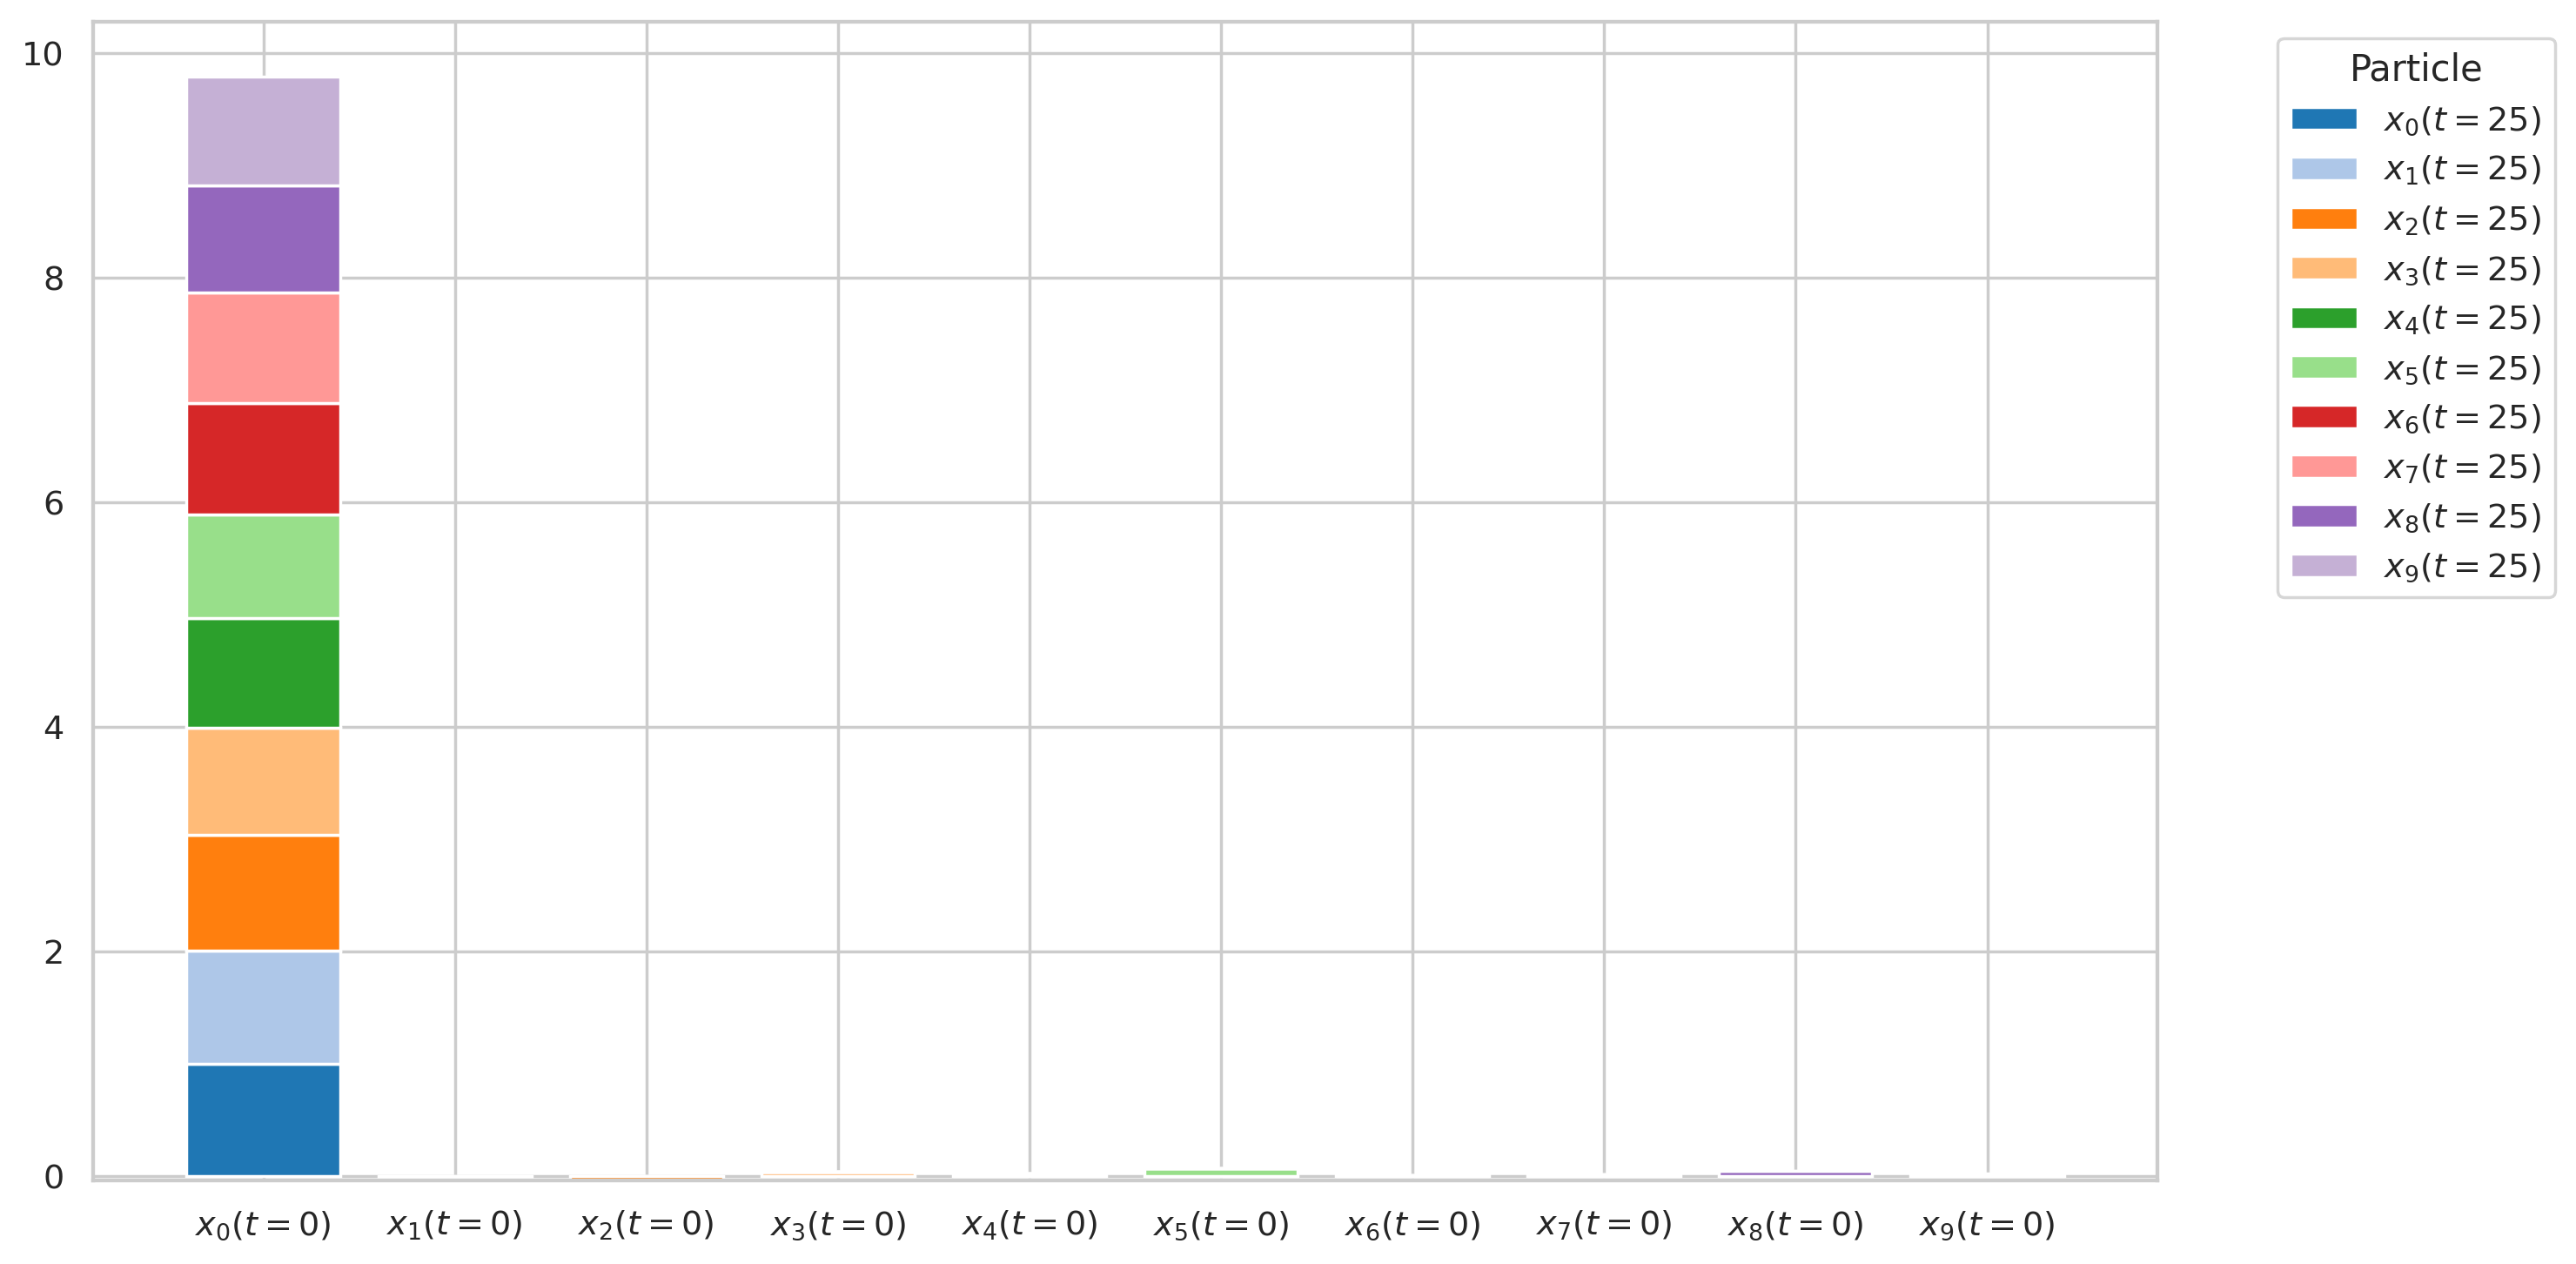 10
8
6
4
2
0
x₀(t = 0)
x₁(t = 0)
x₂(t = 0)
x₃(t = 0)
x₄(t = 0)
x₅(t = 0)
x₆(t = 0)
x₇(t = 0)
x₈(t = 0)
x₉(t = 0)
Particle
x₀(t = 25)
x₁(t = 25)
x₂(t = 25)
x₃(t = 25)
x₄(t = 25)
x₅(t = 25)
x₆(t = 25)
x₇(t = 25)
x₈(t = 25)
x₉(t = 25)